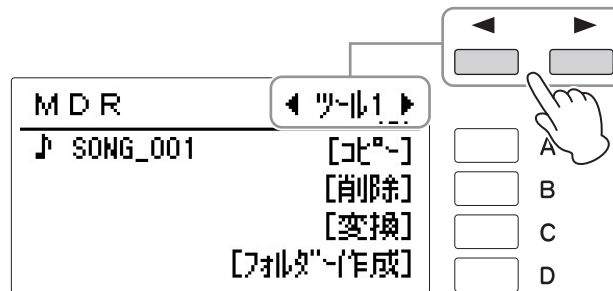 ◀ ▶
MDR ◀ ツール1 ▶
♪ SONG_001 [コピー] A
[削除] B
[変換] C
[フォルダー作成] D